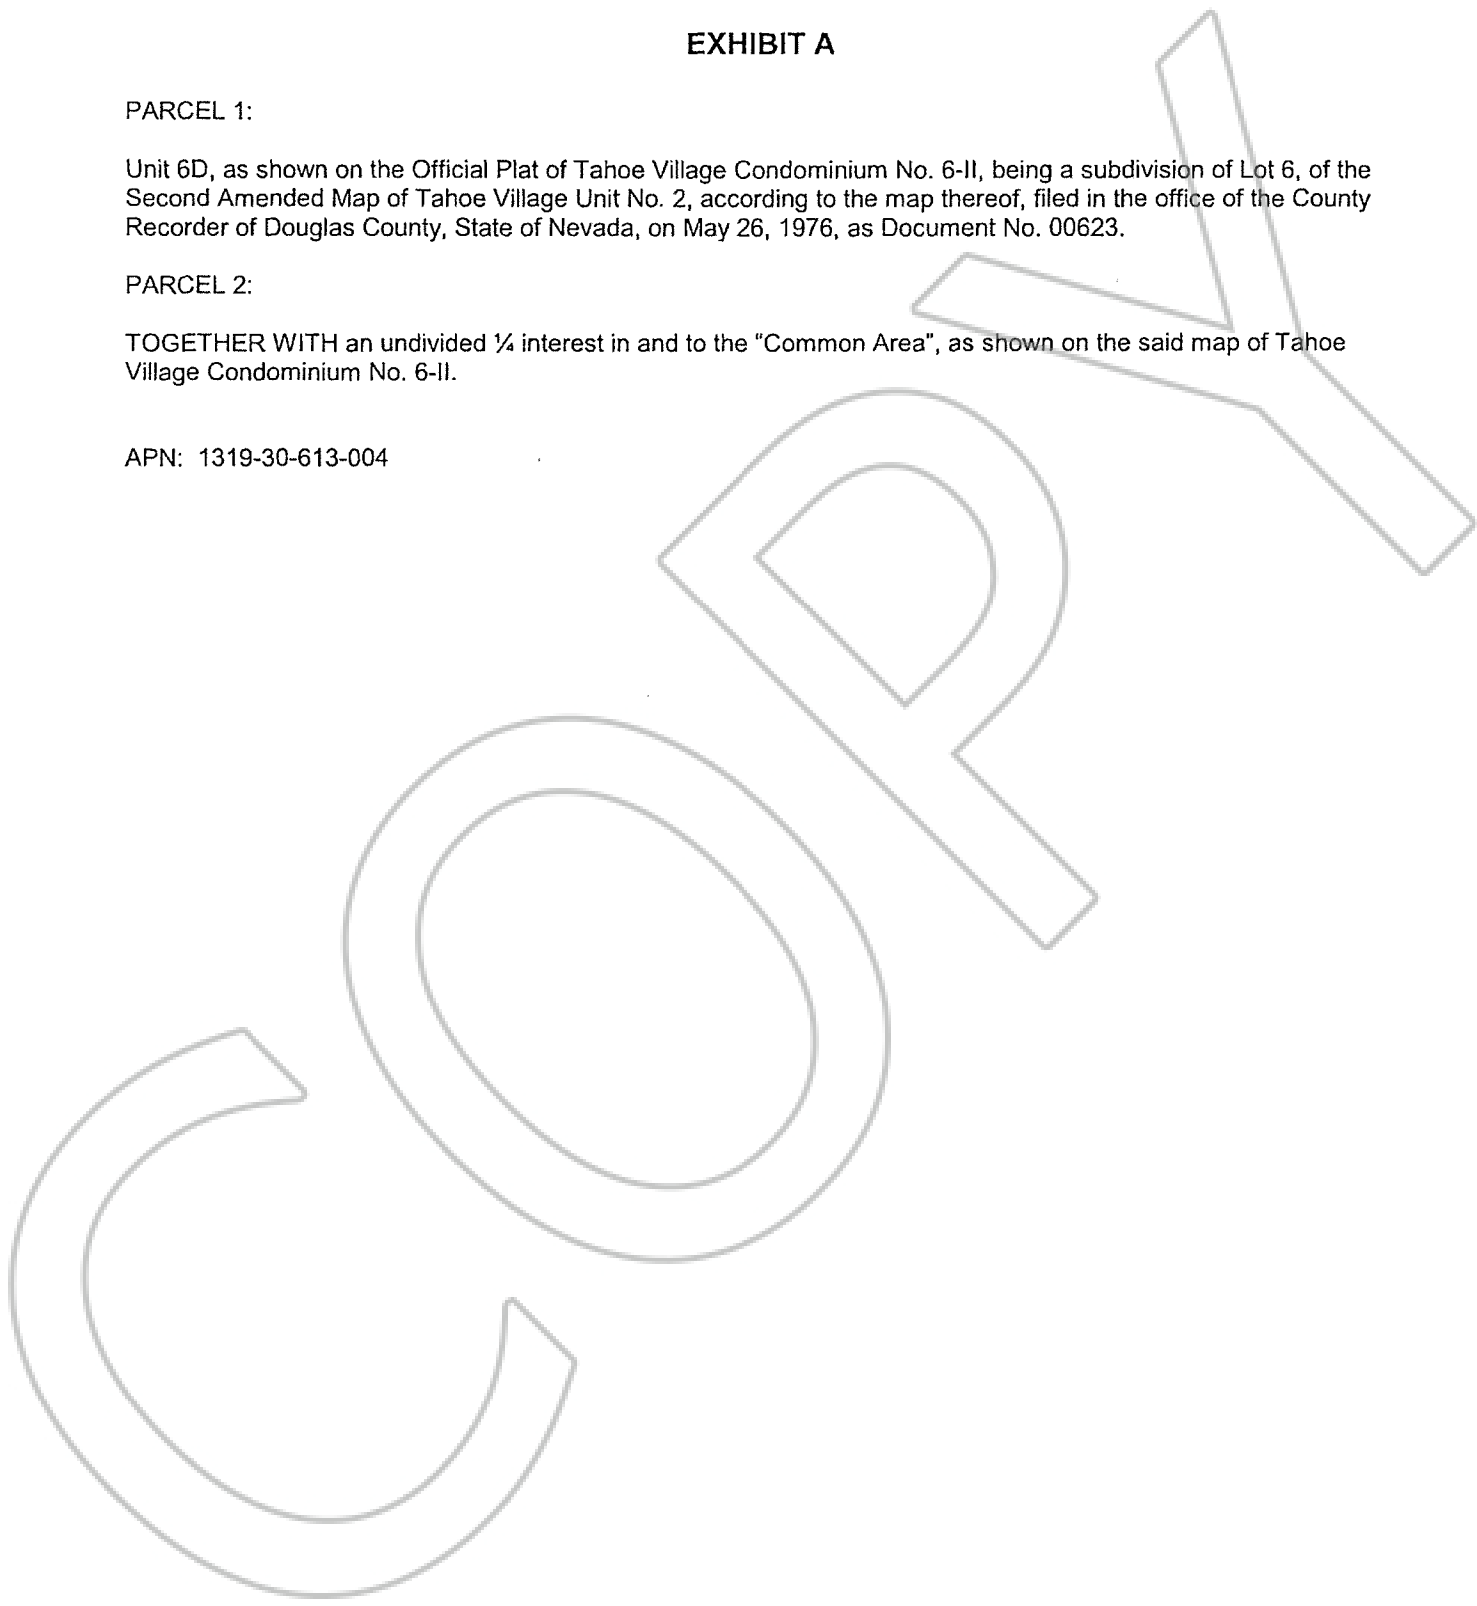 EXHIBIT A
PARCEL 1:
Unit 6D, as shown on the Official Plat of Tahoe Village Condominium No. 6-II, being a subdivision of Lot 6, of the
Second Amended Map of Tahoe Village Unit No. 2, according to the map thereof, filed in the office of the County
Recorder of Douglas County, State of Nevada, on May 26, 1976, as Document No. 00623.
PARCEL 2:
TOGETHER WITH an undivided ¼ interest in and to the "Common Area", as shown on the said map of Tahoe
Village Condominium No. 6-II.
APN: 1319-30-613-004
COPY